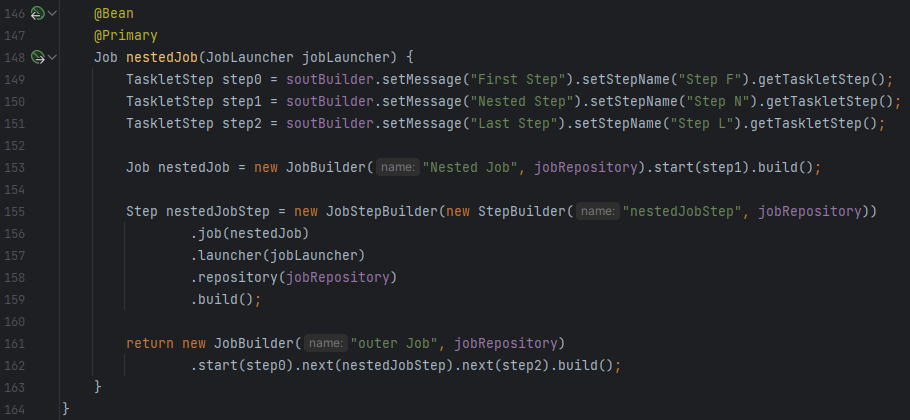 146 @Bean
147 @Primary
148 Job nestedJob(JobLauncher jobLauncher) {
149 TaskletStep step0 = soutBuilder.setMessage("First Step").setStepName("Step F").getTaskletStep();
150 TaskletStep step1 = soutBuilder.setMessage("Nested Step").setStepName("Step N").getTaskletStep();
151 TaskletStep step2 = soutBuilder.setMessage("Last Step").setStepName("Step L").getTaskletStep();
152
153 Job nestedJob = new JobBuilder( name: "Nested Job", jobRepository).start(step1).build();
154
155 Step nestedJobStep = new JobStepBuilder(new StepBuilder( name: "nestedJobStep", jobRepository))
156 .job(nestedJob)
157 .launcher(jobLauncher)
158 .repository(jobRepository)
159 .build();
160
161 return new JobBuilder( name: "outer Job", jobRepository)
162 .start(step0).next(nestedJobStep).next(step2).build();
163 }
164 }